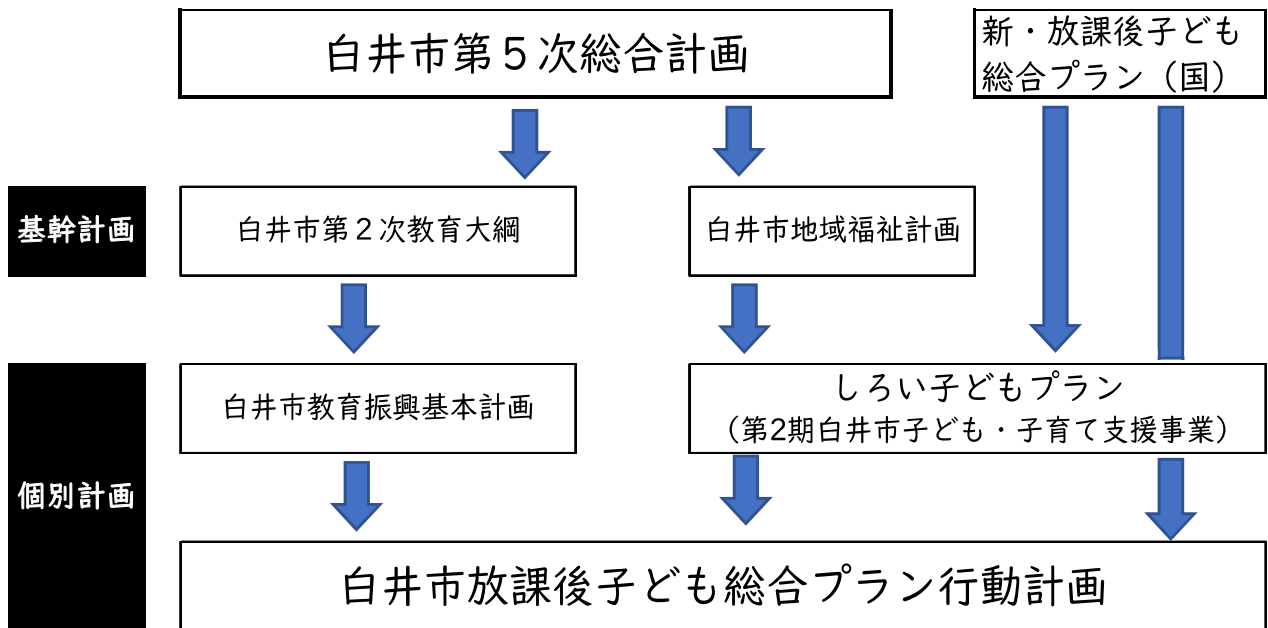 白井市第５次総合計画
新・放課後子ども
総合プラン（国）
基幹計画
白井市第２次教育大綱
白井市地域福祉計画
個別計画
白井市教育振興基本計画
しろい子どもプラン
（第2期白井市子ども・子育て支援事業）
白井市放課後子ども総合プラン行動計画